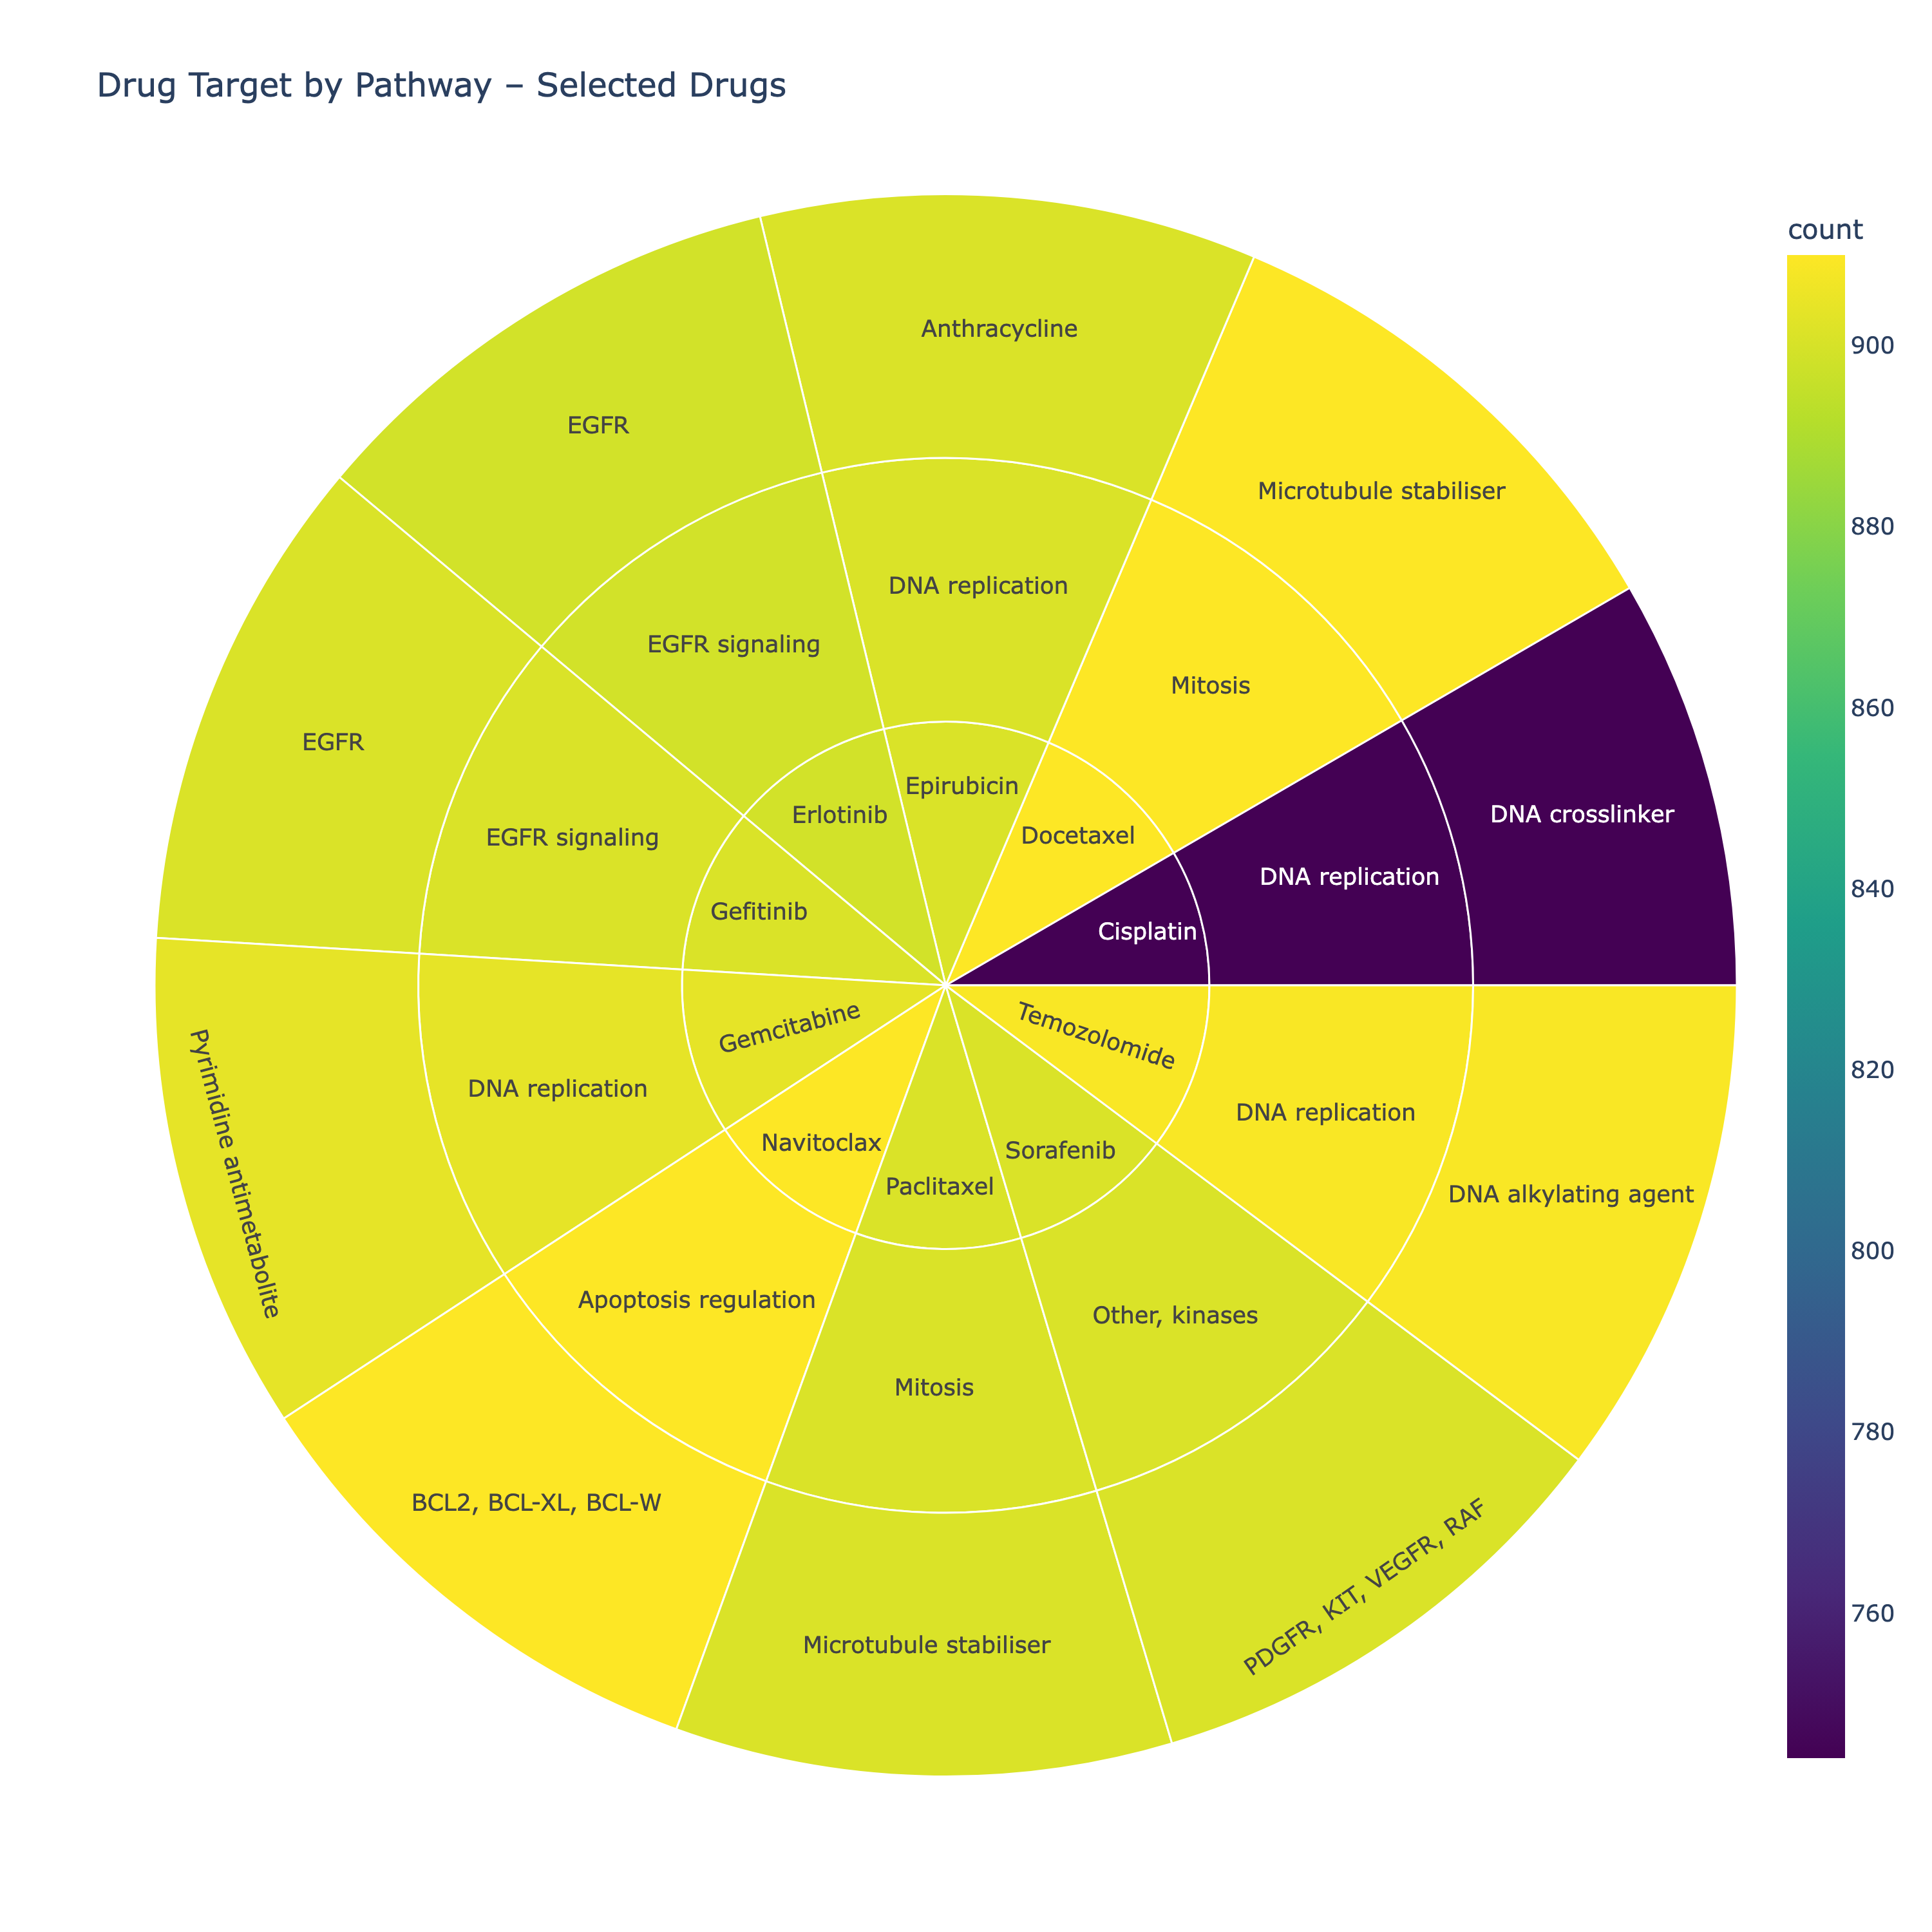 Drug Target by Pathway – Selected Drugs
count
900
880
860
840
820
800
780
760
Anthracycline
EGFR
Microtubule stabiliser
DNA replication
EGFR signaling
Mitosis
EGFR
Epirubicin
Erlotinib
Docetaxel
DNA crosslinker
EGFR signaling
DNA replication
Gefitinib
Cisplatin
Gemcitabine
Temozolomide
Pyrimidine antimetabolite
DNA replication
DNA replication
Navitoclax
Sorafenib
Paclitaxel
DNA alkylating agent
Apoptosis regulation
Other, kinases
Mitosis
BCL2, BCL-XL, BCL-W
PDGFR, KIT, VEGFR, RAF
Microtubule stabiliser